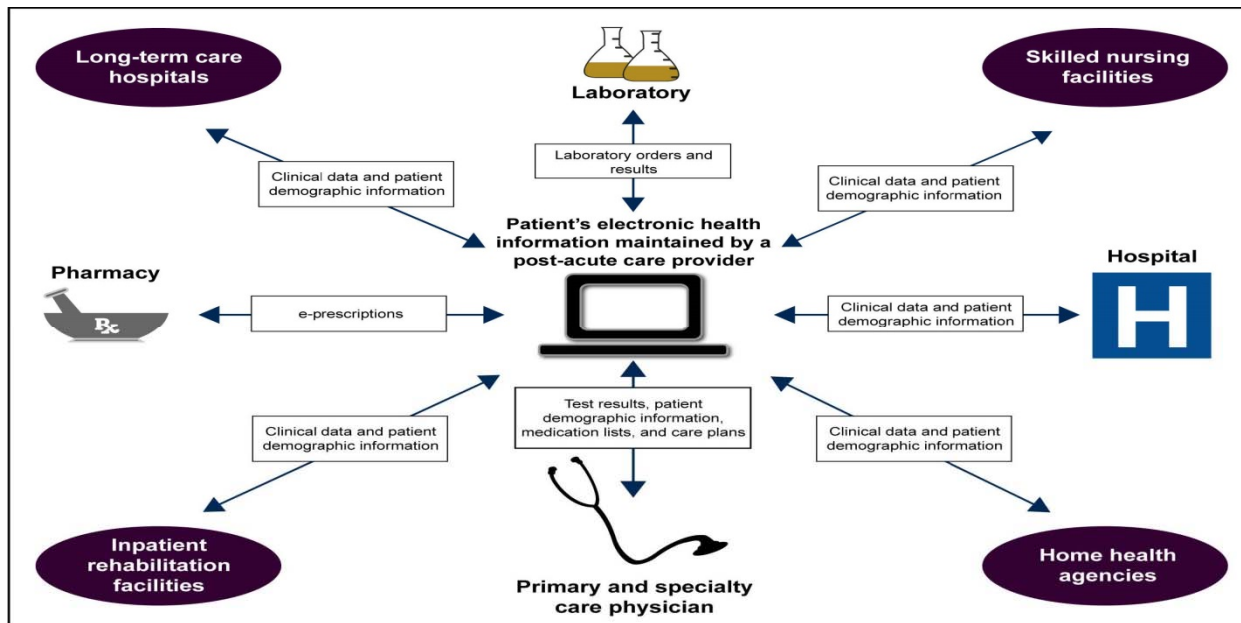 Long-term care
hospitals
Laboratory
Skilled nursing
facilities
Clinical data and patient
demographic information
Laboratory orders and
results
Clinical data and patient
demographic information
Patient’s electronic health
information maintained by a
post-acute care provider
Pharmacy
Rx
e-prescriptions
Clinical data and patient
demographic information
Hospital
H
Clinical data and patient
demographic information
Test results, patient
demographic information,
medication lists, and care plans
Clinical data and patient
demographic information
Inpatient
rehabilitation
facilities
Primary and specialty
care physician
Home health
agencies